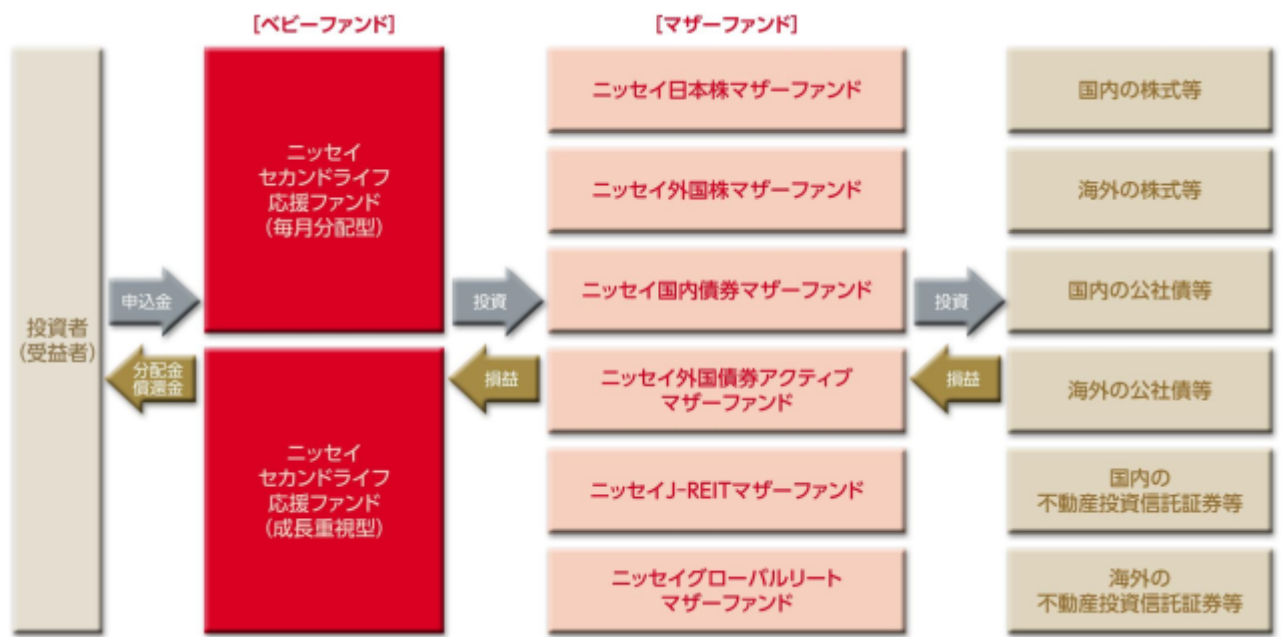 [ベビーファンド]
[マザーファンド]
投資者
(受益者)
申込金
分配金
償還金
ニッセイ
セカンドライフ
応援ファンド
(毎月分配型)
ニッセイ
セカンドライフ
応援ファンド
(成長重視型)
投資
損益
ニッセイ日本株マザーファンド
ニッセイ外国株マザーファンド
ニッセイ国内債券マザーファンド
ニッセイ外国債券アクティブ
マザーファンド
ニッセイJ-REITマザーファンド
ニッセイグローバルリート
マザーファンド
投資
損益
国内の株式等
海外の株式等
国内の公社債等
海外の公社債等
国内の
不動産投資信託証券等
海外の
不動産投資信託証券等